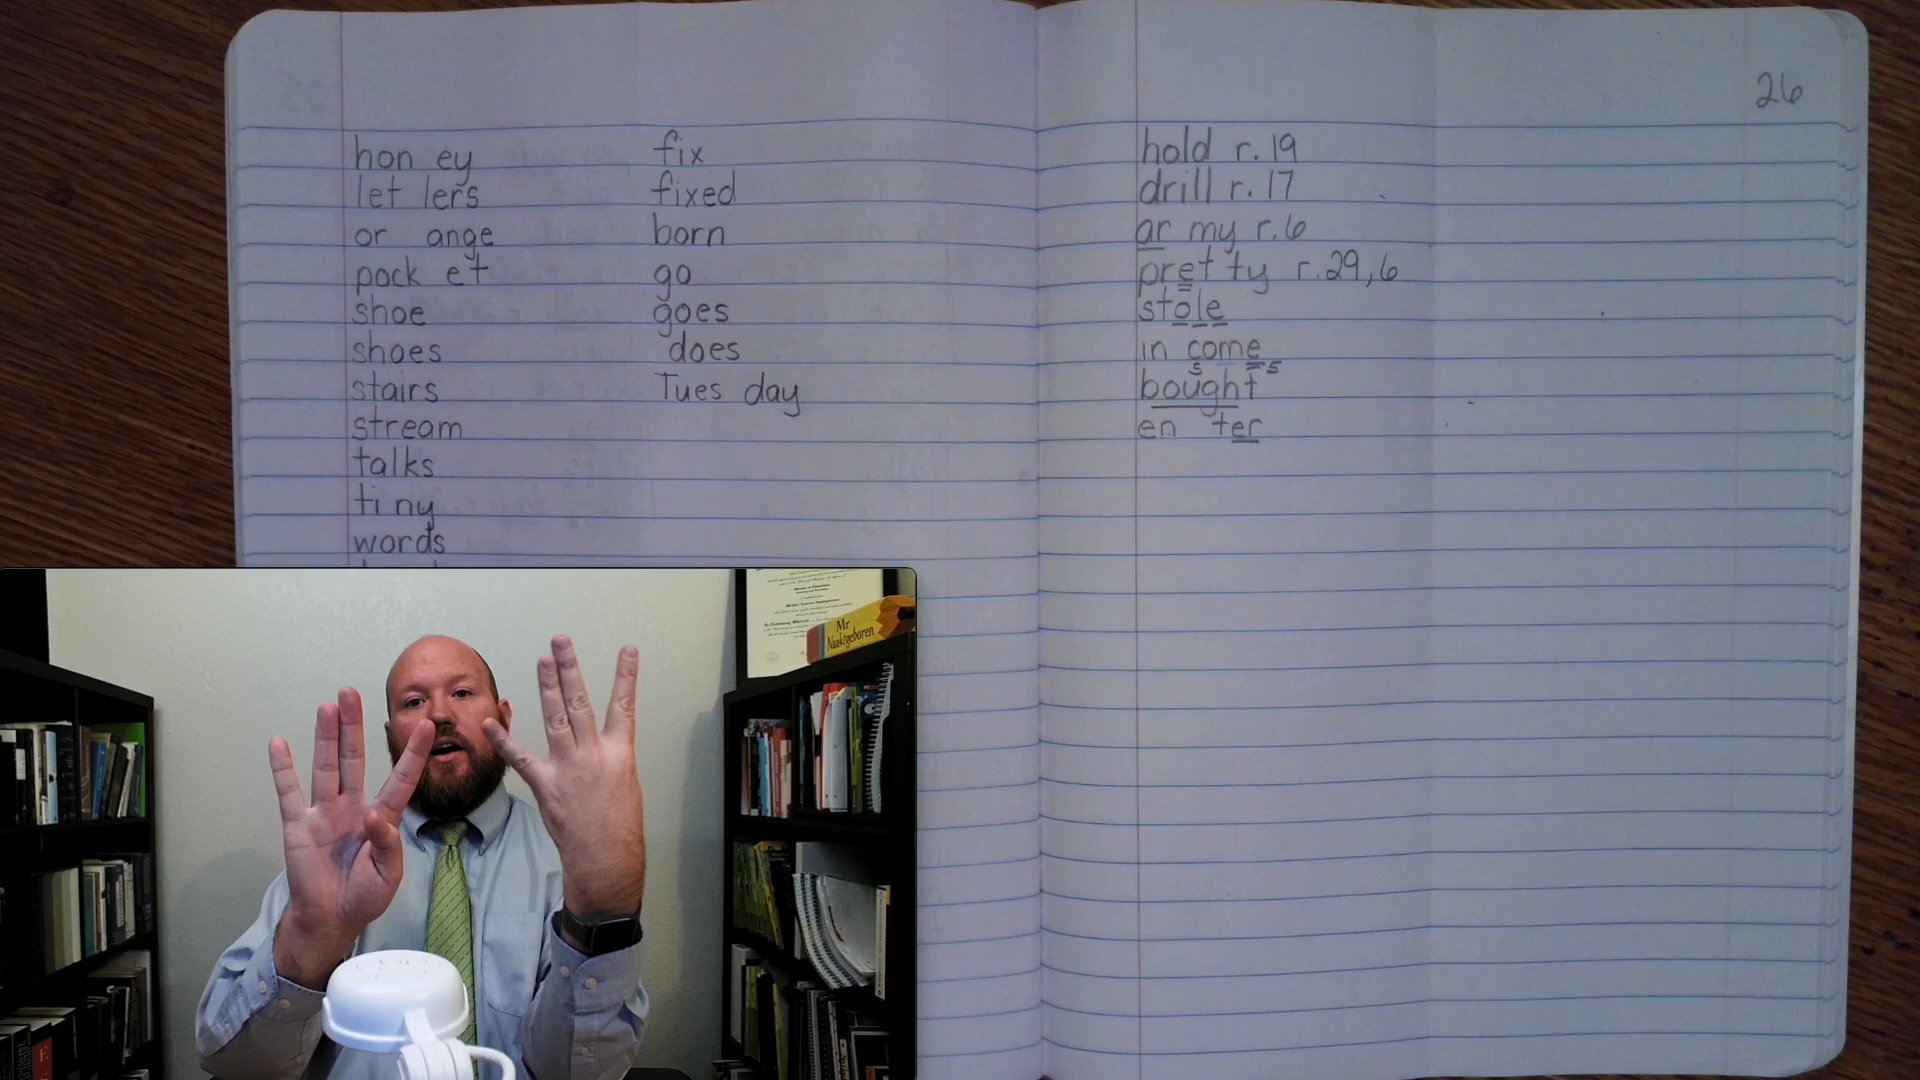 26
hon ey
let ters
or ange
pock et
shoe
shoes
stairs
stream
talks
ti ny
words
fix
fixed
born
go
goes
does
Tues day
hold r. 19
drill r. 17
ar my r. 6
pret ty r. 29, 6
stole
in come
s s
bought
en ter
Mr.
Naaktgeboren